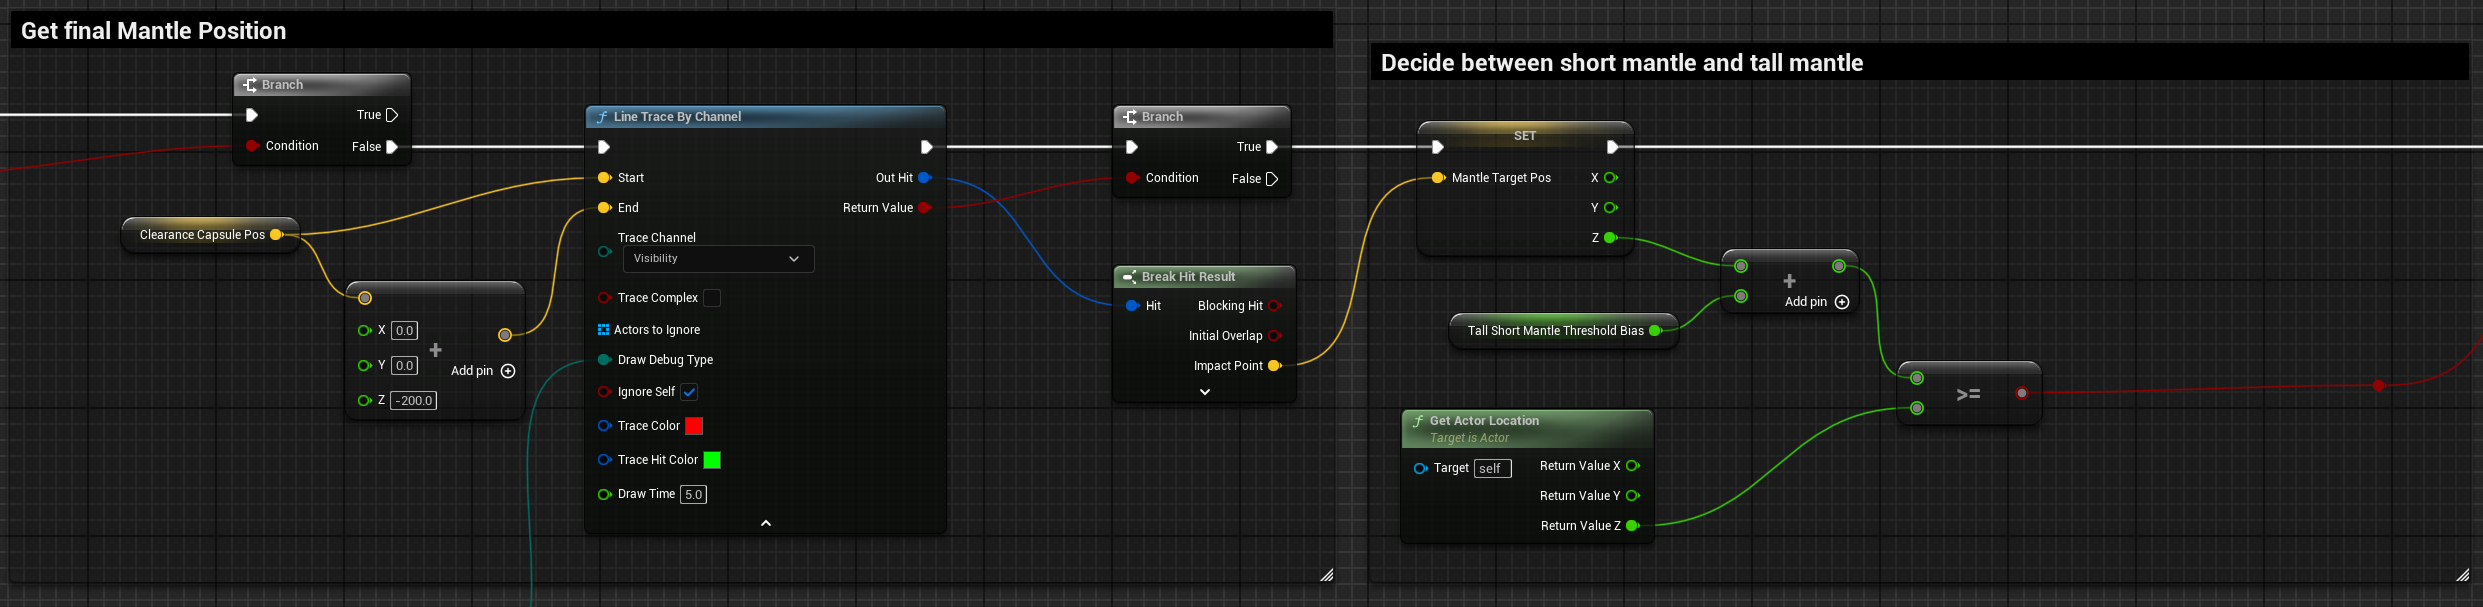 Get final Mantle Position
Branch
True
Condition
False
Clearance Capsule Pos
X 0.0
Y 0.0
Z -200.0
+
Add pin
f Line Trace By Channel
Start
Out Hit
End
Return Value
Trace Channel
Visibility
Trace Complex
Actors to Ignore
Draw Debug Type
Ignore Self
Trace Color
Trace Hit Color
Draw Time 5.0
Branch
True
Condition
False
Break Hit Result
Hit
Blocking Hit
Initial Overlap
Impact Point
Decide between short mantle and tall mantle
SET
Mantle Target Pos
X
Y
Z
+
Add pin
Tall Short Mantle Threshold Bias
>=
f Get Actor Location
Target is Actor
Target self
Return Value X
Return Value Y
Return Value Z